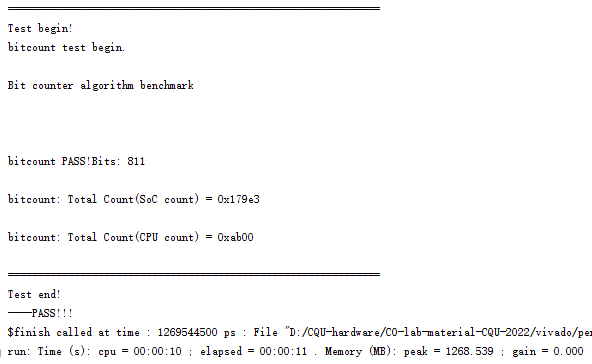 Test begin!
bitcount test begin.
Bit counter algorithm benchmark
bitcount PASS!Bits: 811
bitcount: Total Count(SoC count) = 0x179e3
bitcount: Total Count(CPU count) = 0xab00
Test end!
----PASS!!!
$finish called at time : 1269544500 ps : File "D:/CQU-hardware/CO-lab-material-CQU-2022/vivado/per
run: Time (s): cpu = 00:00:10 ; elapsed = 00:00:11 . Memory (MB): peak = 1268.539 ; gain = 0.000